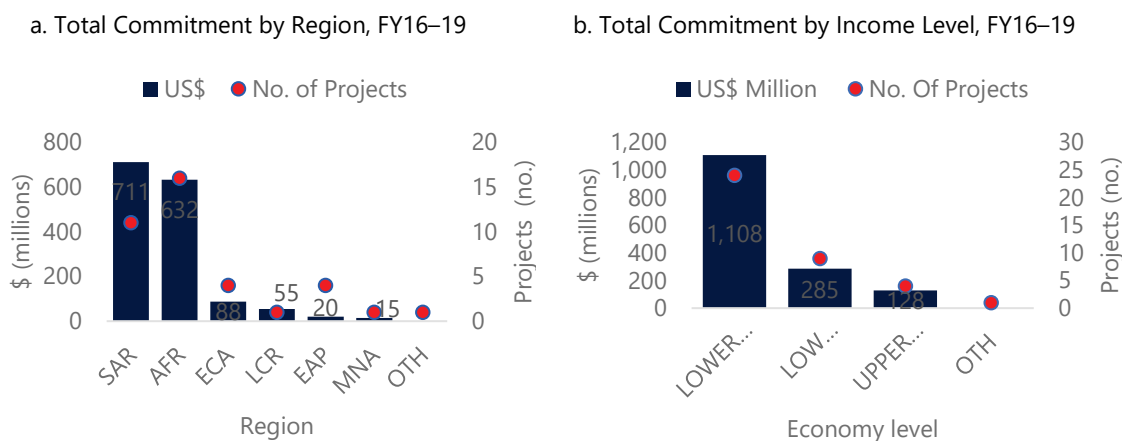 a. Total Commitment by Region, FY16–19
US$ No. of Projects
800
600
400
200
0
$ (millions)
711
632
88
55
20
15
20
15
10
5
0
Projects (no.)
SAR
AFR
ECA
LCR
EAP
MNA
OTH
Region
b. Total Commitment by Income Level, FY16–19
US$ Million No. Of Projects
1,200
1,000
800
600
400
200
0
$ (millions)
1,108
285
128
30
25
20
15
10
5
0
Projects (no.)
LOWER...
LOW...
UPPER...
OTH
Economy level